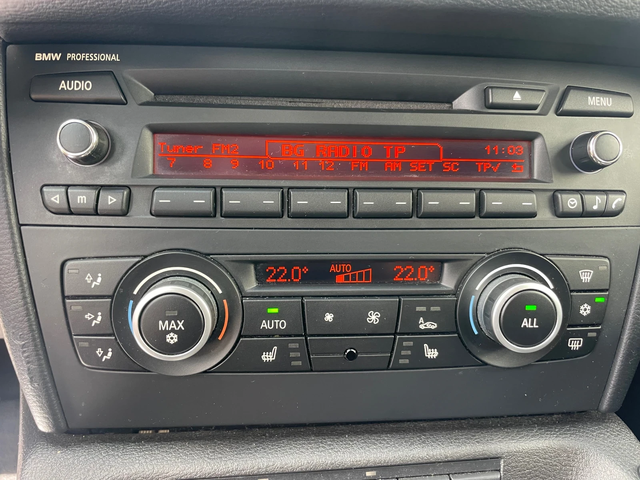 BMW PROFESSIONAL
AUDIO
MENU
Tuner FM2 BG RADIO TP 11:03
7 8 9 10 11 12 FM AM SET SC TP✓
m
22.0° AUTO 22.0°
MAX
AUTO
A
ALL